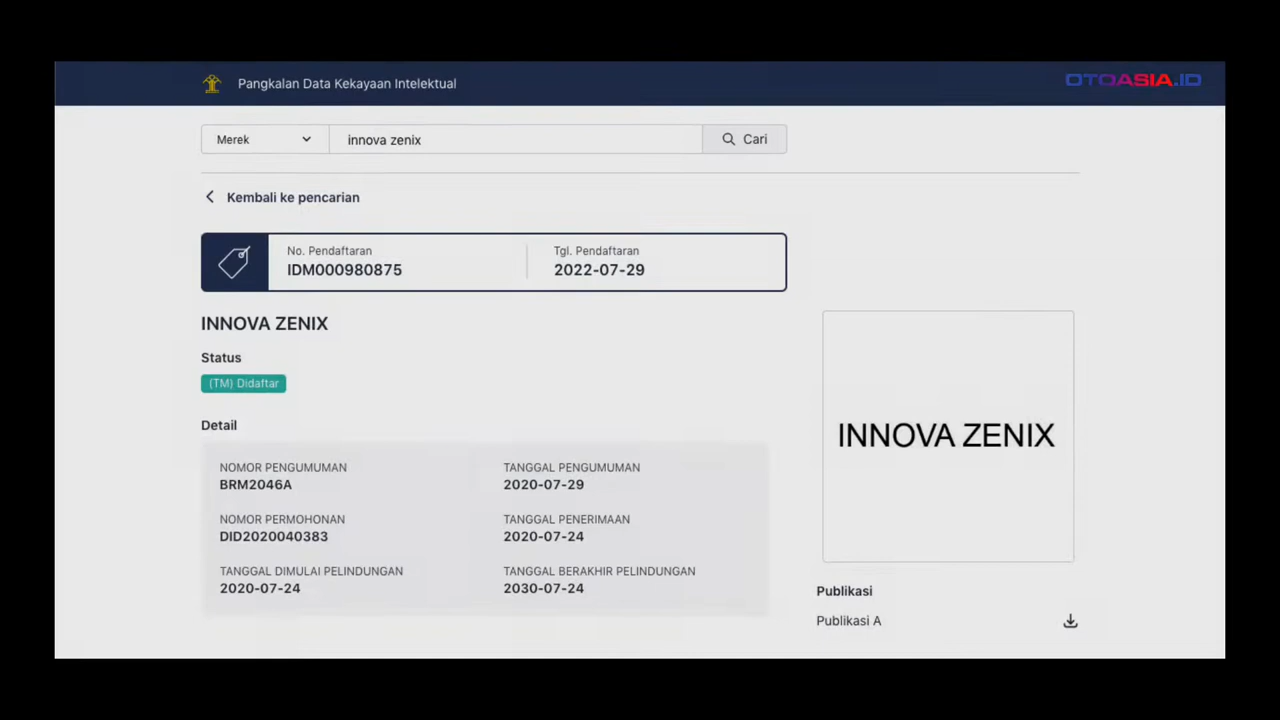 Pangkalan Data Kekayaan Intelektual
OTOASIA.ID
Merek
innova zenix
Cari
Kembali ke pencarian
No. Pendaftaran
IDM000980875
Tgl. Pendaftaran
2022-07-29
INNOVA ZENIX
Status
(TM) Didaftar
Detail
NOMOR PENGUMUMAN
BRM2046A
TANGGAL PENGUMUMAN
2020-07-29
NOMOR PERMOHONAN
DID2020040383
TANGGAL PENERIMAAN
2020-07-24
TANGGAL DIMULAI PELINDUNGAN
2020-07-24
TANGGAL BERAKHIR PELINDUNGAN
2030-07-24
INNOVA ZENIX
Publikasi
Publikasi A